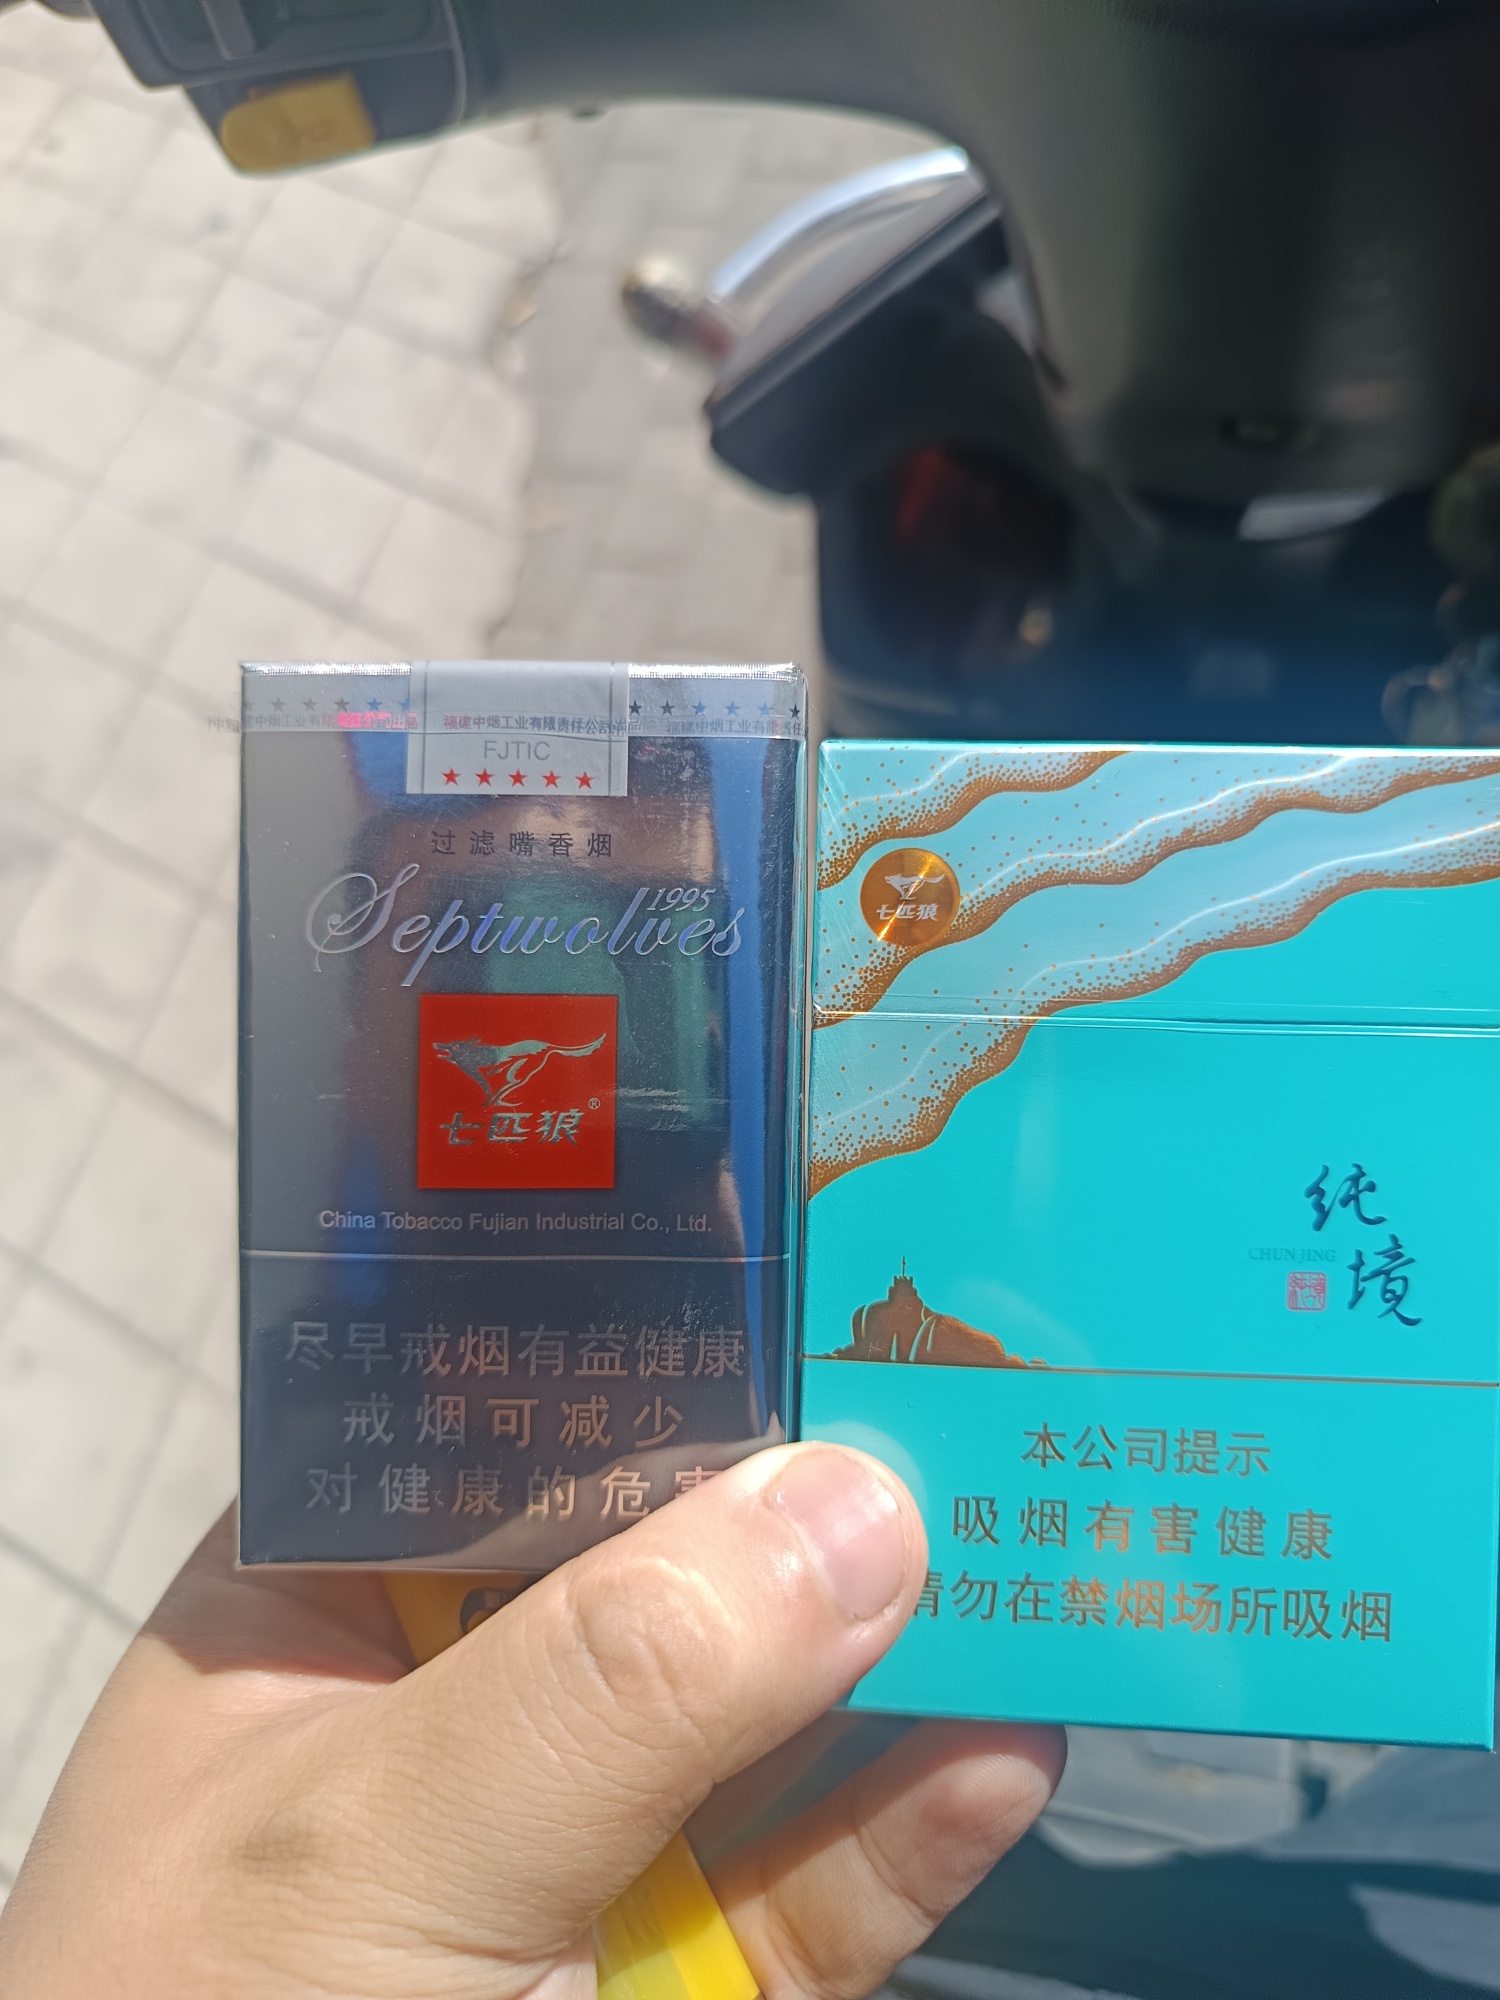 福建中烟工业有限责任公司出品
FJTIC
过滤嘴香烟
1995
Septwolves
七匹狼®
China Tobacco Fujian Industrial Co., Ltd.
尽早戒烟有益健康
戒烟可减少
对健康的危害
七匹狼
纯境
CHUN JING
本公司提示
吸烟有害健康
请勿在禁烟场所吸烟